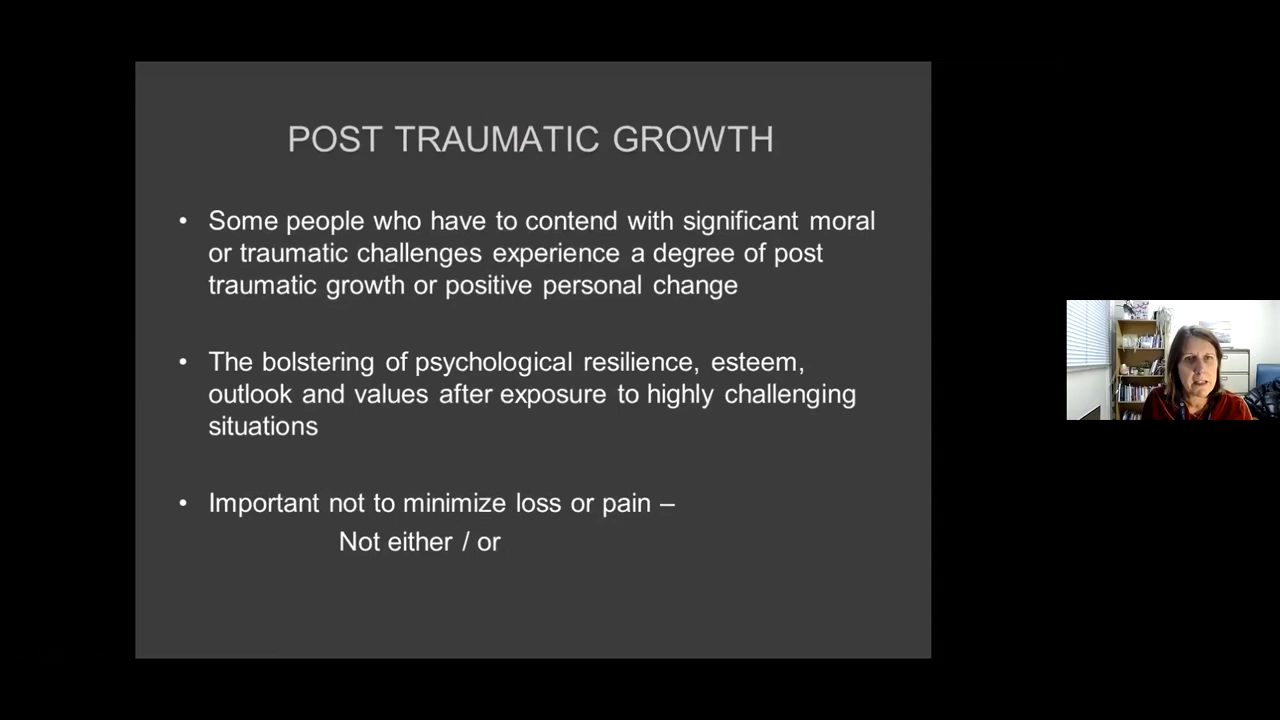 POST TRAUMATIC GROWTH
• Some people who have to contend with significant moral
or traumatic challenges experience a degree of post
traumatic growth or positive personal change
• The bolstering of psychological resilience, esteem,
outlook and values after exposure to highly challenging
situations
• Important not to minimize loss or pain –
Not either / or